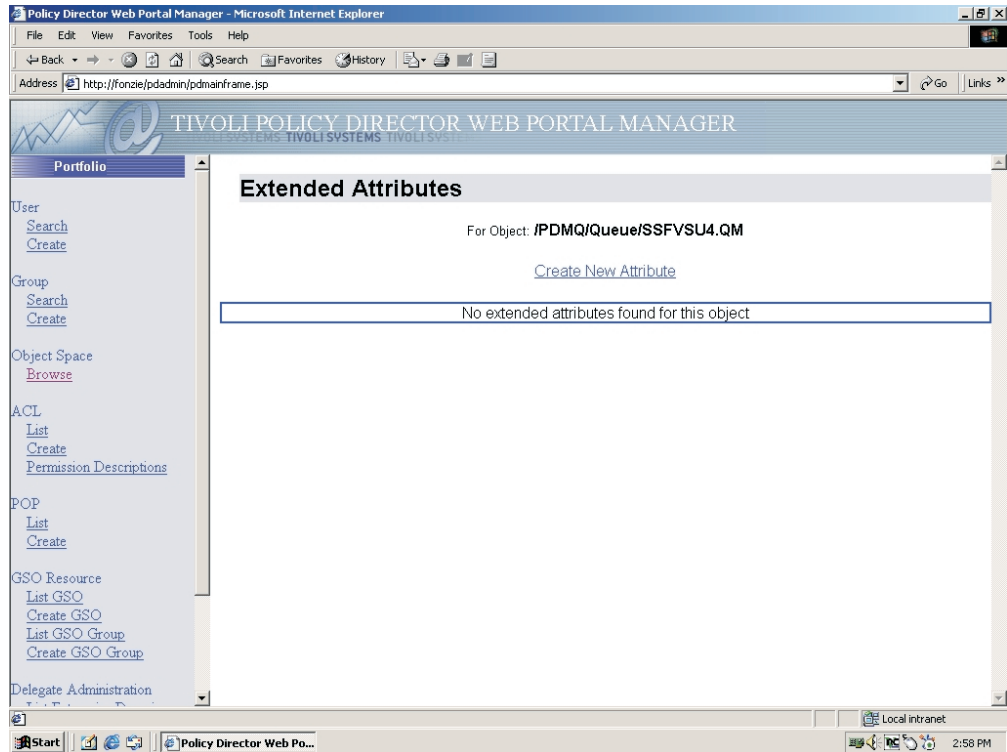 Policy Director Web Portal Manager - Microsoft Internet Explorer
File Edit View Favorites Tools Help
Back Search Favorites History
Address http://fonzie/pdadmin/pdmainframe.jsp Go Links »
TIVOLI POLICY DIRECTOR WEB PORTAL MANAGER
TIVOLI SYSTEMS
Portfolio
User
Search
Create
Group
Search
Create
Object Space
Browse
ACL
List
Create
Permission Descriptions
POP
List
Create
GSO Resource
List GSO
Create GSO
List GSO Group
Create GSO Group
Delegate Administration
Extended Attributes
For Object: /PDMQ/Queue/SSFVSU4.QM
Create New Attribute
No extended attributes found for this object
Local intranet
Start Policy Director Web Po... 2:58 PM